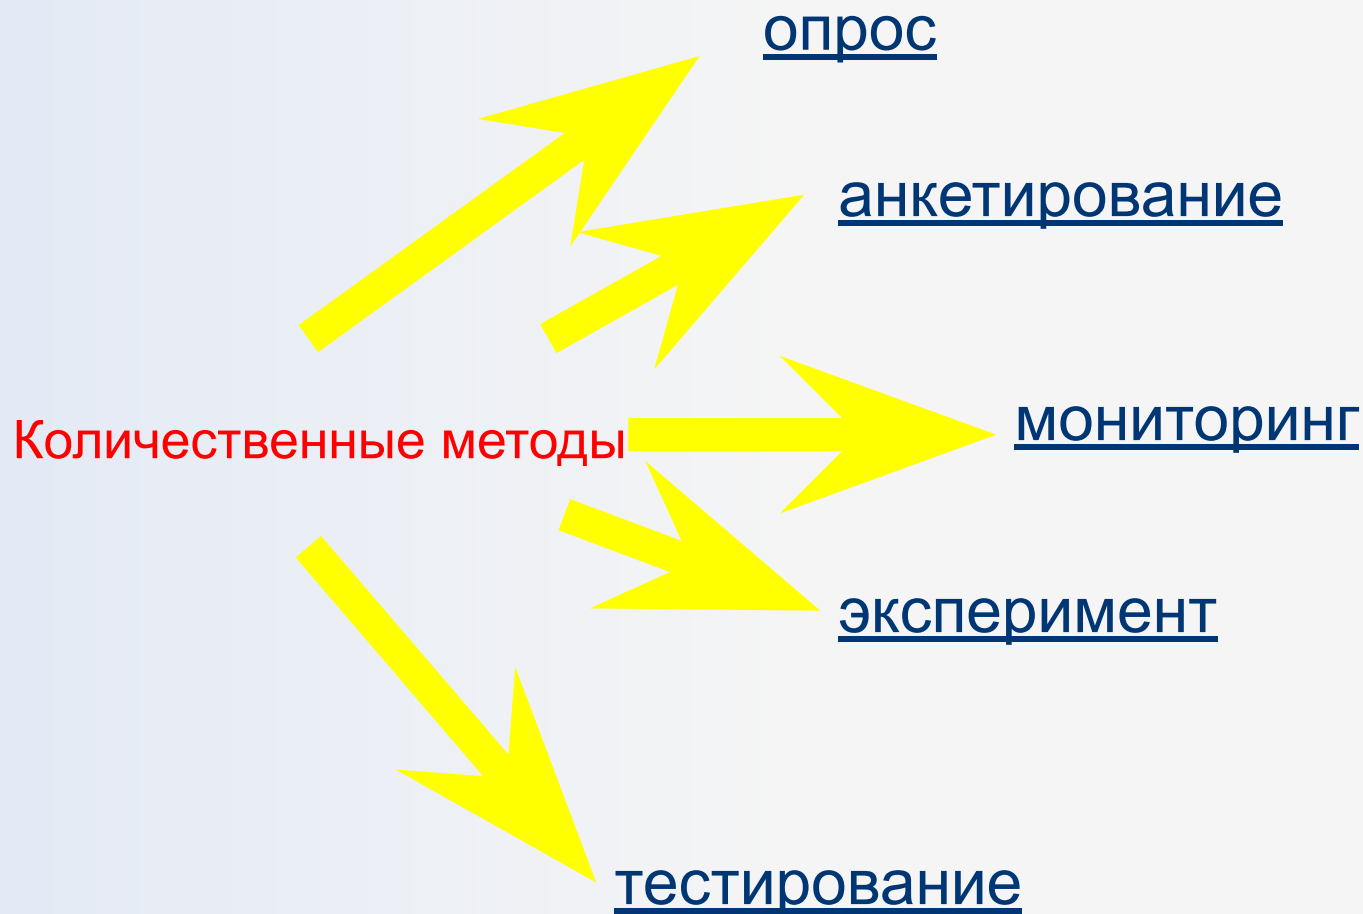 опрос
анкетирование
мониторинг
Количественные методы
эксперимент
тестирование